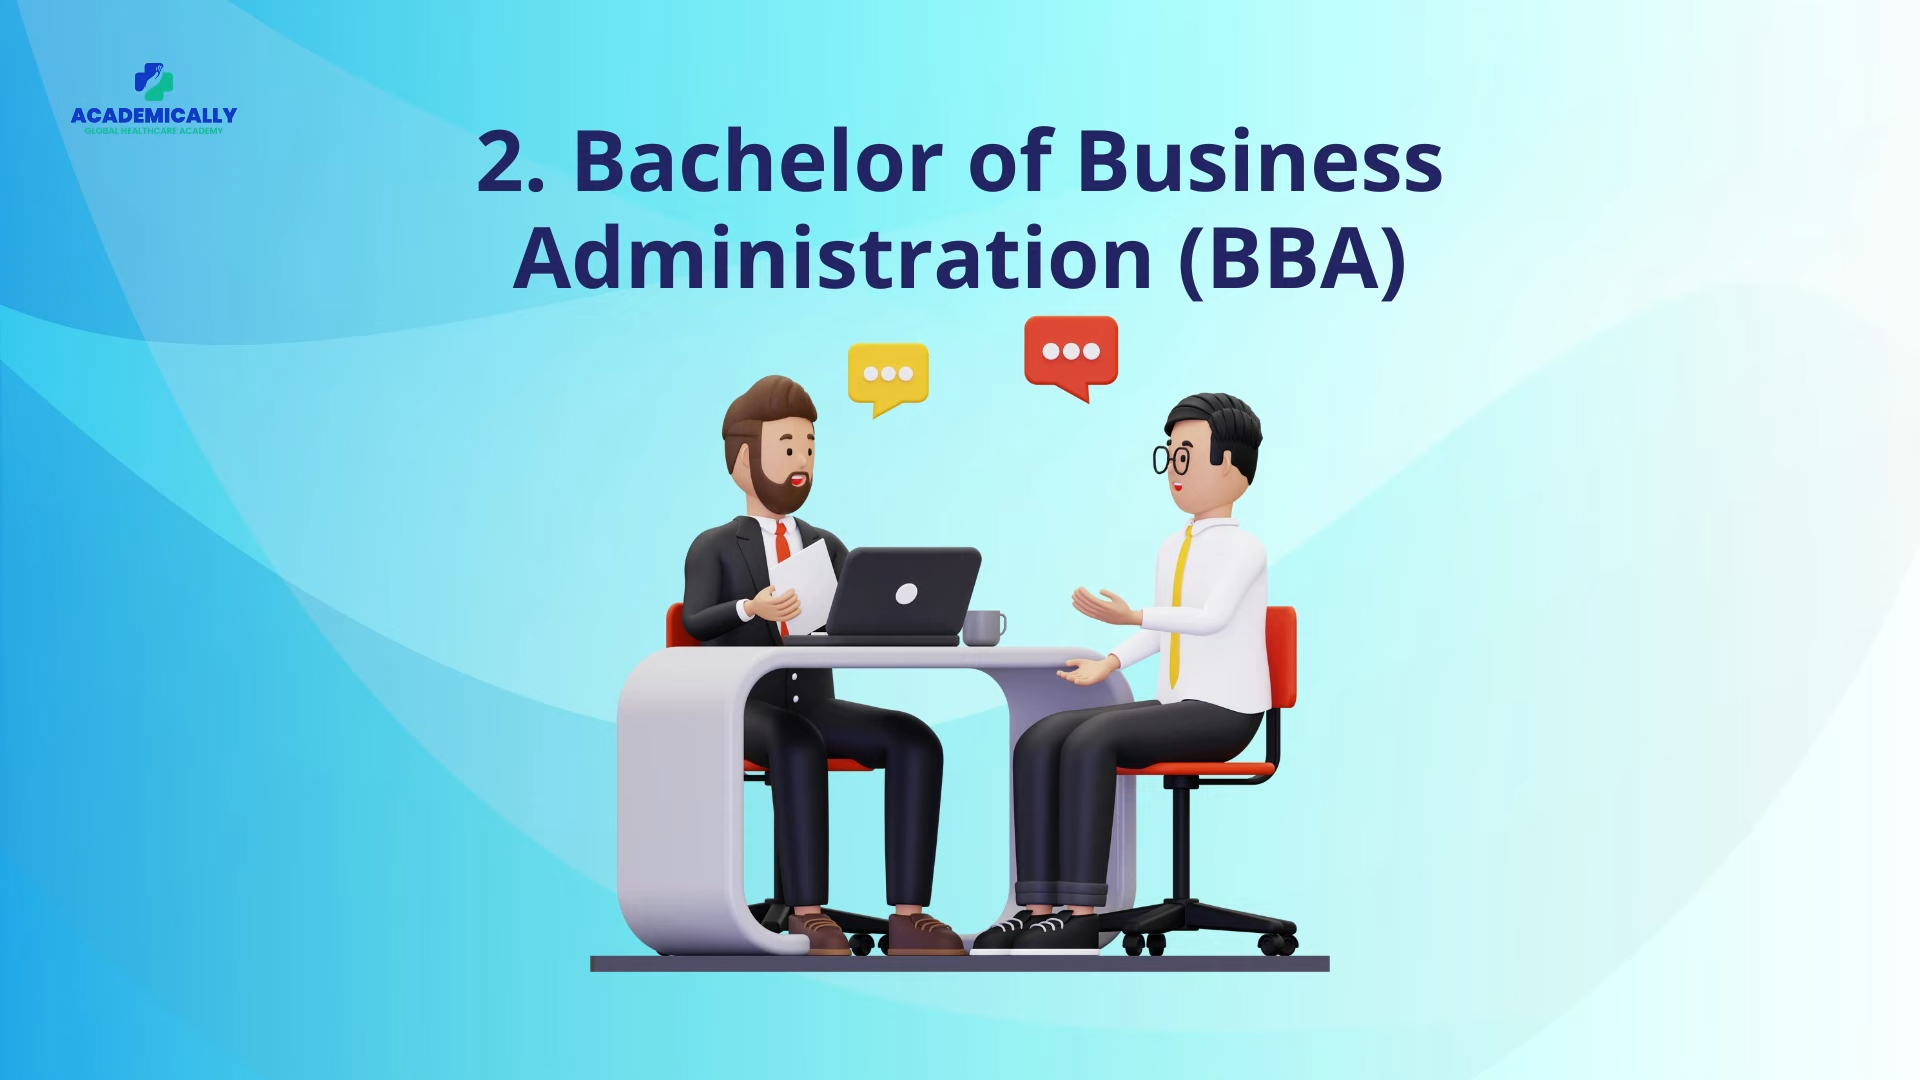 ACADEMICALLY
GLOBAL HEALTHCARE ACADEMY
2. Bachelor of Business
Administration (BBA)